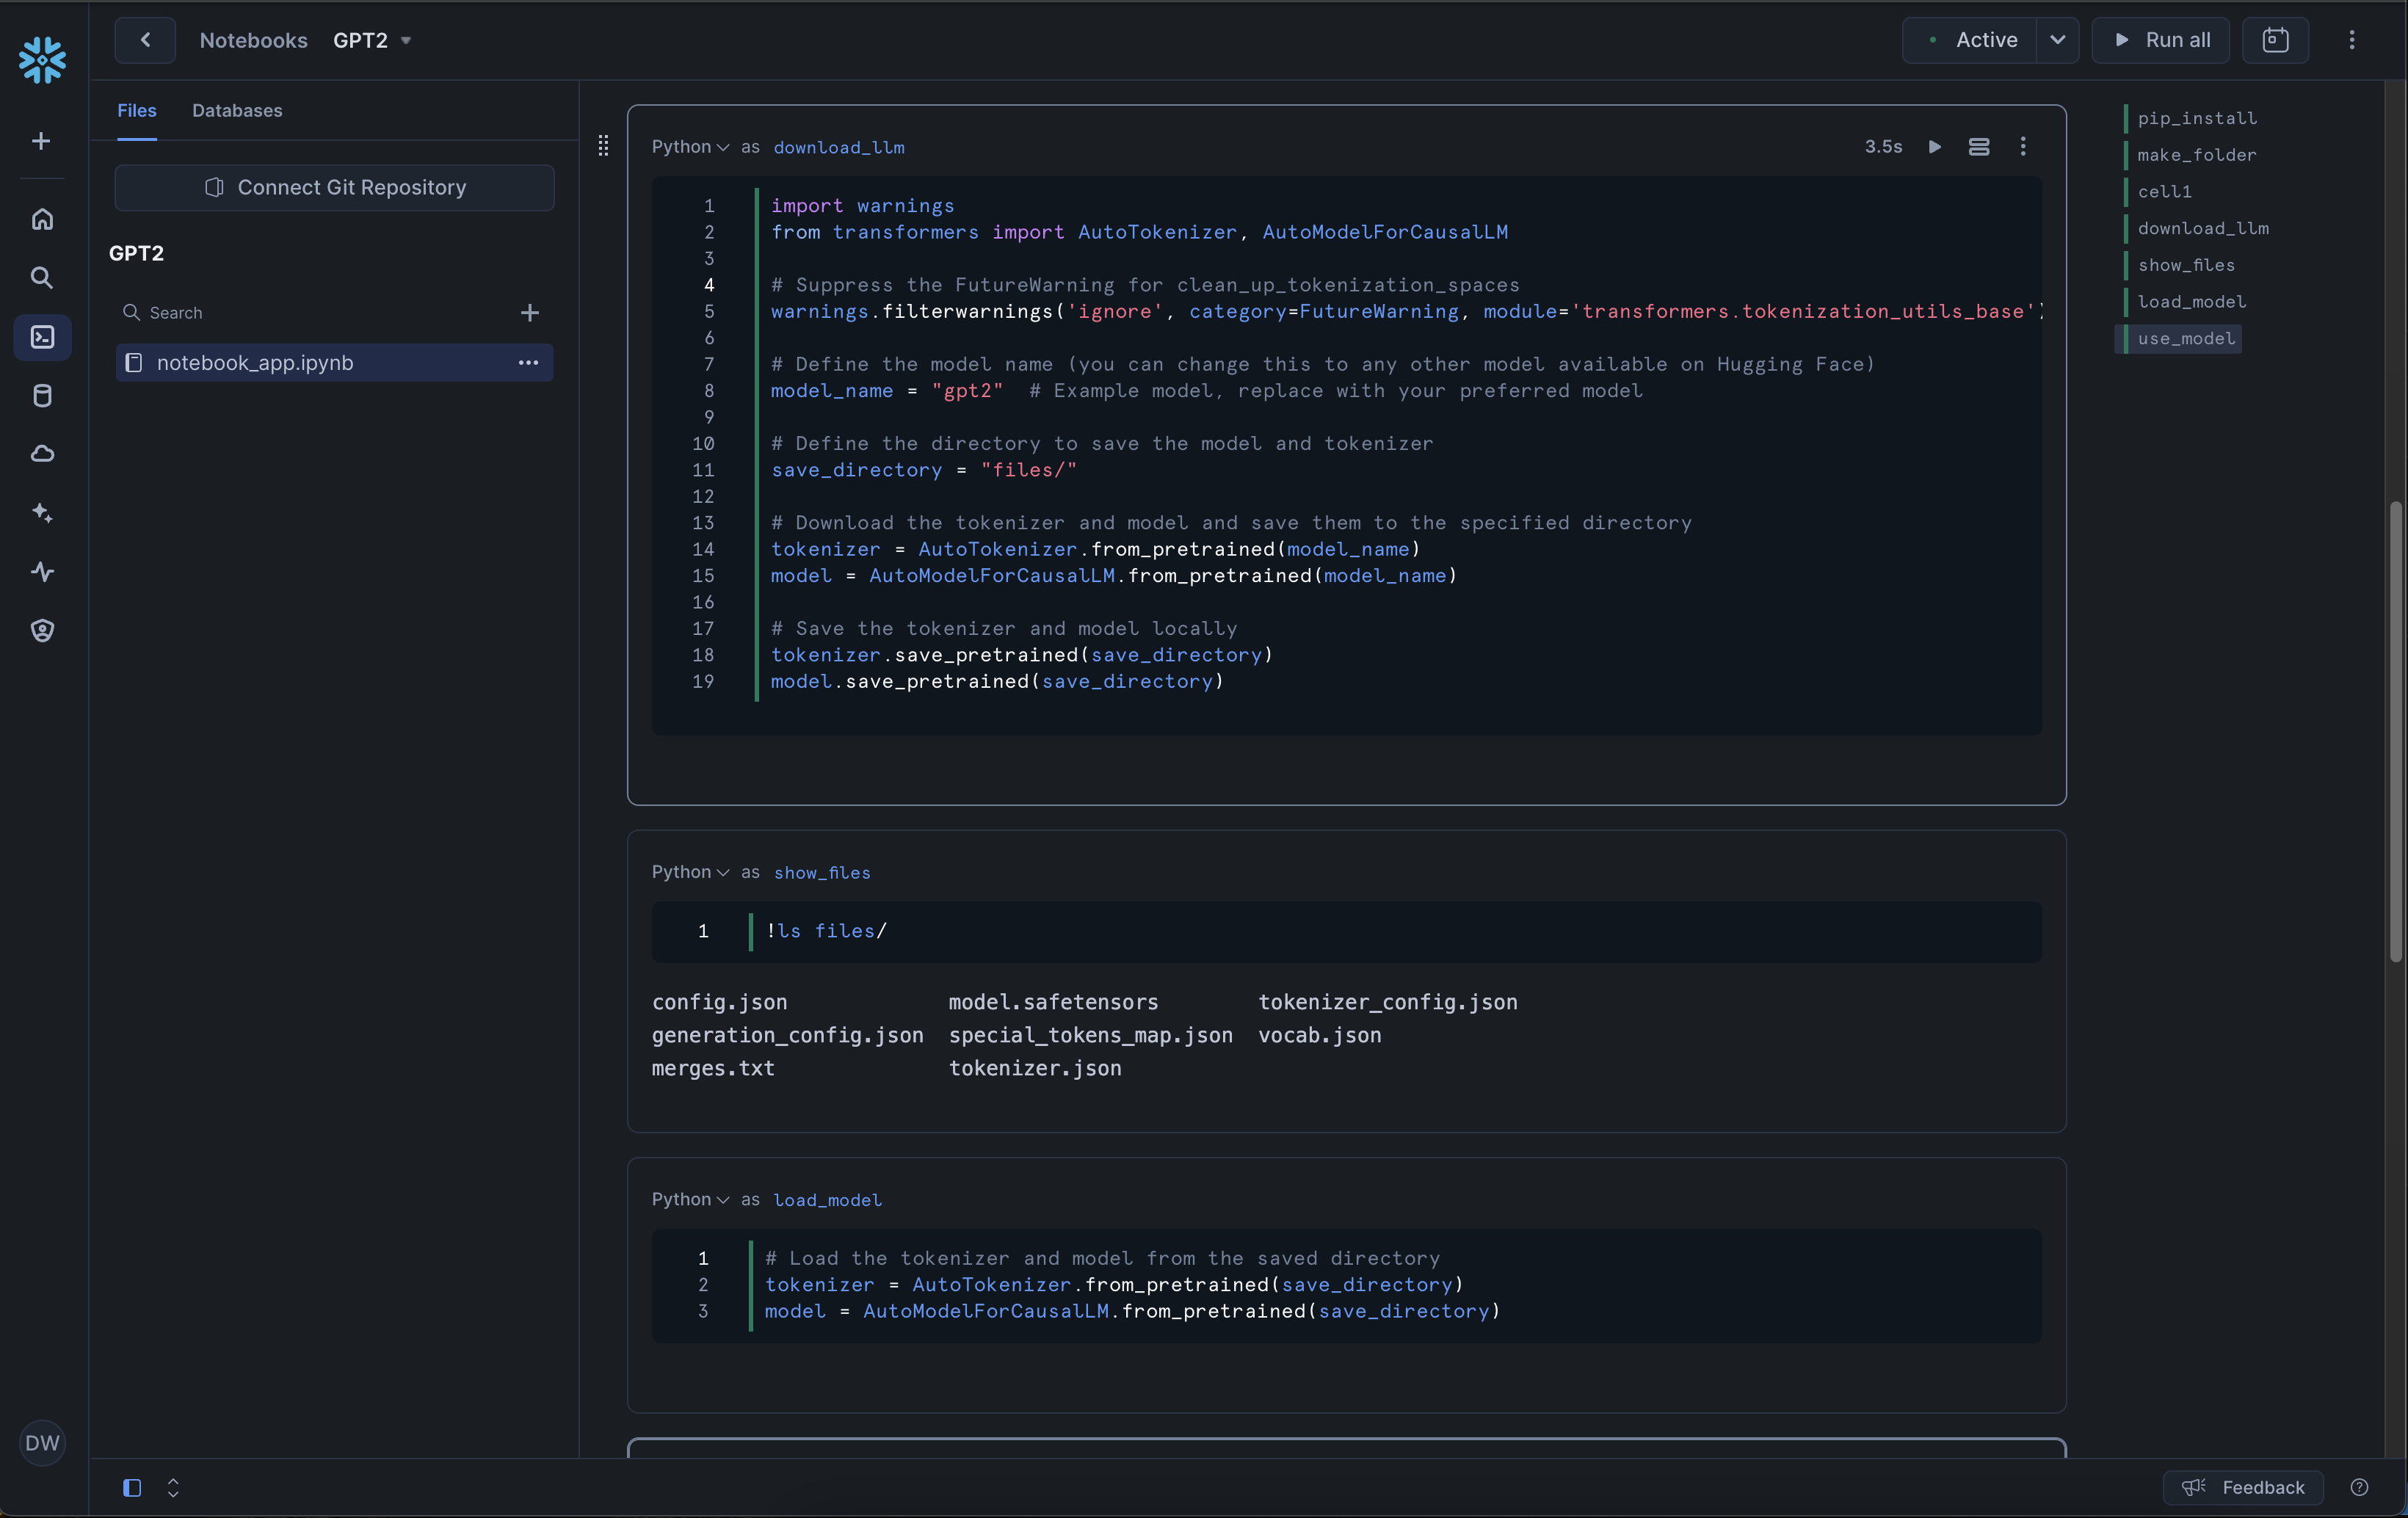 Notebooks GPT2
Active
Run all
Files Databases
Connect Git Repository
GPT2
Search
notebook_app.ipynb
Python as download_llm
3.5s
1 import warnings
2 from transformers import AutoTokenizer, AutoModelForCausalLM
3
4 # Suppress the FutureWarning for clean_up_tokenization_spaces
5 warnings.filterwarnings('ignore', category=FutureWarning, module='transformers.tokenization_utils_base')
6
7 # Define the model name (you can change this to any other model available on Hugging Face)
8 model_name = "gpt2"  # Example model, replace with your preferred model
9
10 # Define the directory to save the model and tokenizer
11 save_directory = "files/"
12
13 # Download the tokenizer and model and save them to the specified directory
14 tokenizer = AutoTokenizer.from_pretrained(model_name)
15 model = AutoModelForCausalLM.from_pretrained(model_name)
16
17 # Save the tokenizer and model locally
18 tokenizer.save_pretrained(save_directory)
19 model.save_pretrained(save_directory)
Python as show_files
1 !ls files/
config.json model.safetensors tokenizer_config.json
generation_config.json special_tokens_map.json vocab.json
merges.txt tokenizer.json
Python as load_model
1 # Load the tokenizer and model from the saved directory
2 tokenizer = AutoTokenizer.from_pretrained(save_directory)
3 model = AutoModelForCausalLM.from_pretrained(save_directory)
pip_install
make_folder
cell1
download_llm
show_files
load_model
use_model
DW
Feedback